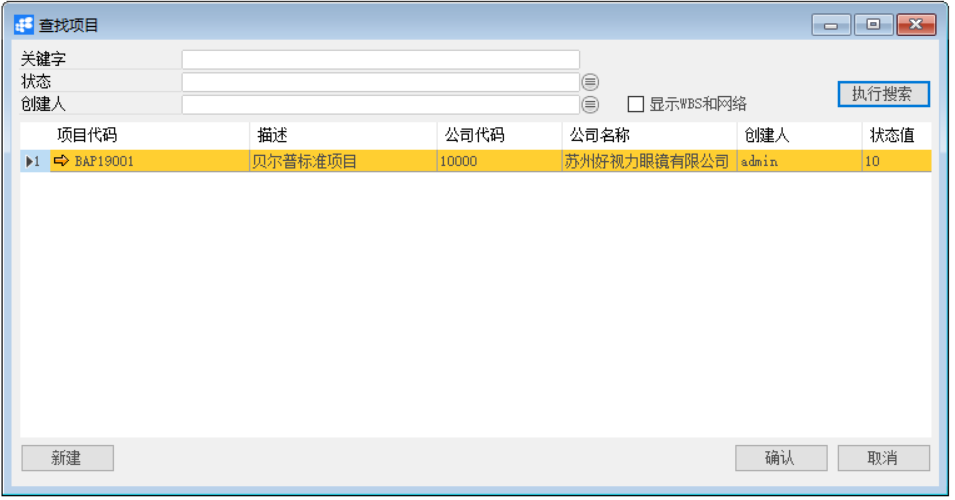 查找项目
关键字
状态
创建人
显示WBS和网络
执行搜索
项目代码 描述 公司代码 公司名称 创建人 状态值
1 BAP19001 贝尔普标准项目 10000 苏州好视力眼镜有限公司 admin 10
新建 确认 取消